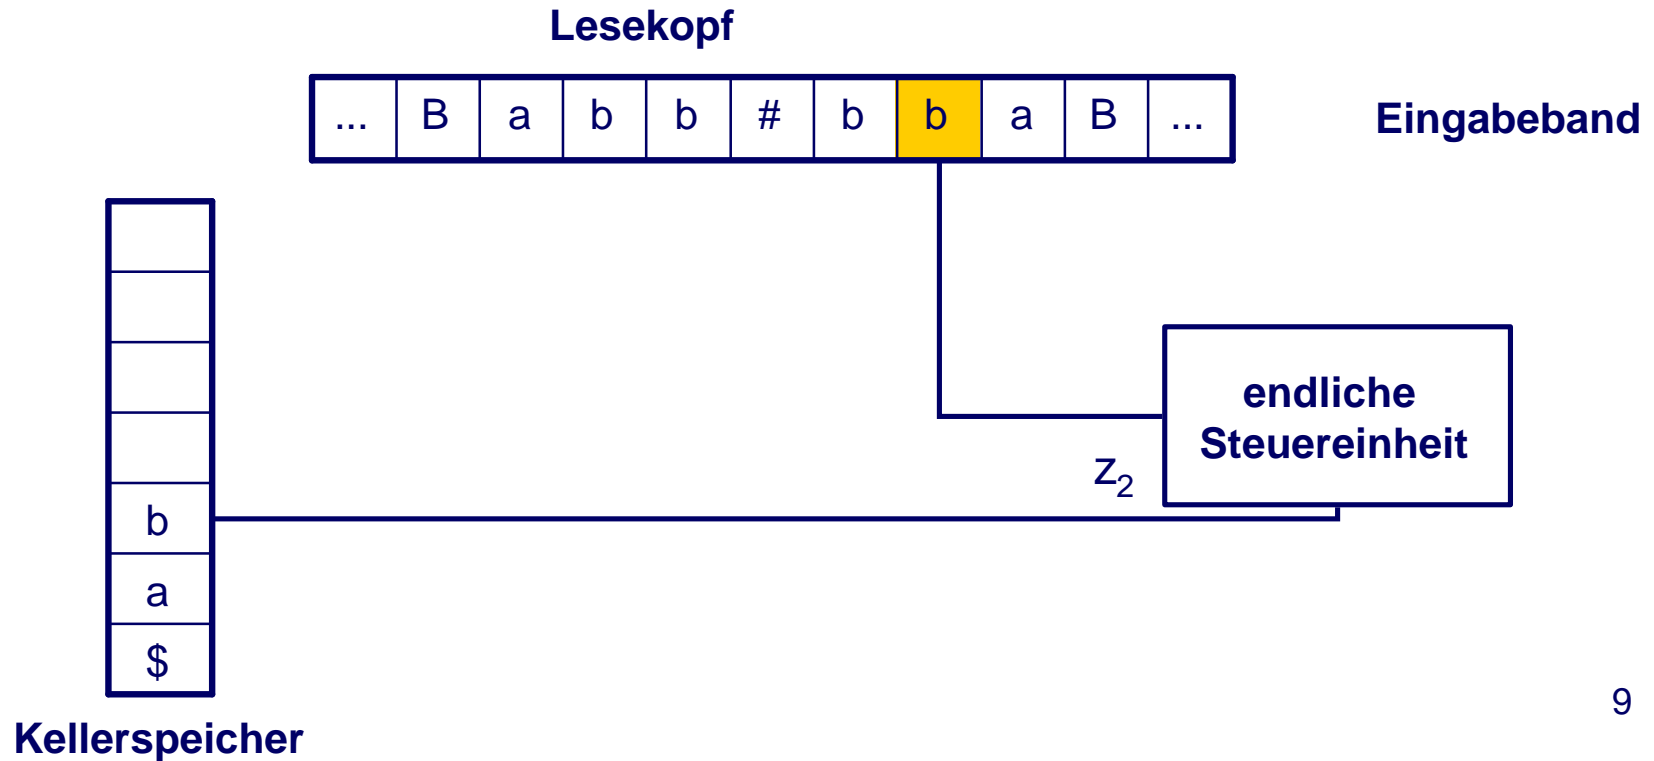 Lesekopf
... B a b b # b b a B ...
Eingabeband
endliche
Steuereinheit
z₂
b
a
$
9
Kellerspeicher